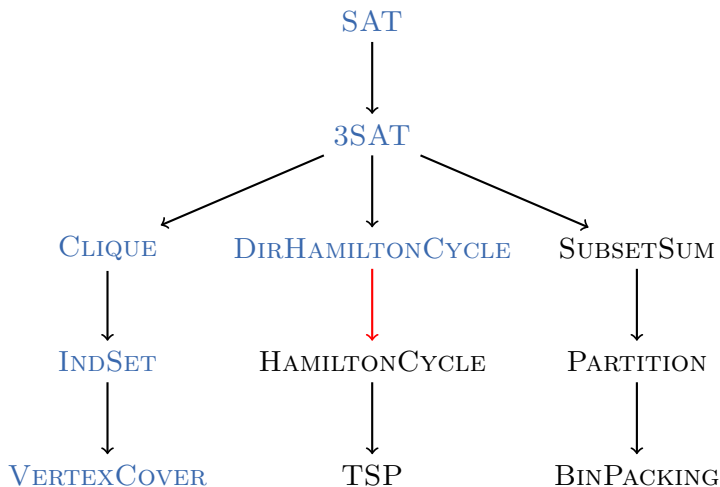 SAT
3SAT
CLIQUE DIRHAMILTONCYCLE SUBSETSUM
INDSET HAMILTONCYCLE PARTITION
VERTEXCOVER TSP BINPACKING